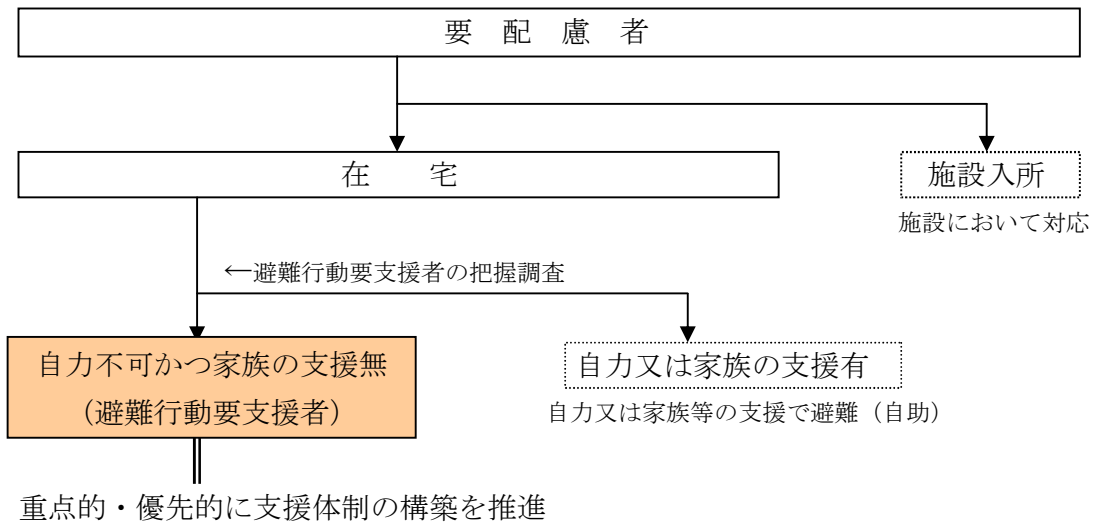 要 配 慮 者
在 宅
施設入所
施設において対応
←避難行動要支援者の把握調査
自力不可かつ家族の支援無
（避難行動要支援者）
自力又は家族の支援有
自力又は家族等の支援で避難（自助）
重点的・優先的に支援体制の構築を推進